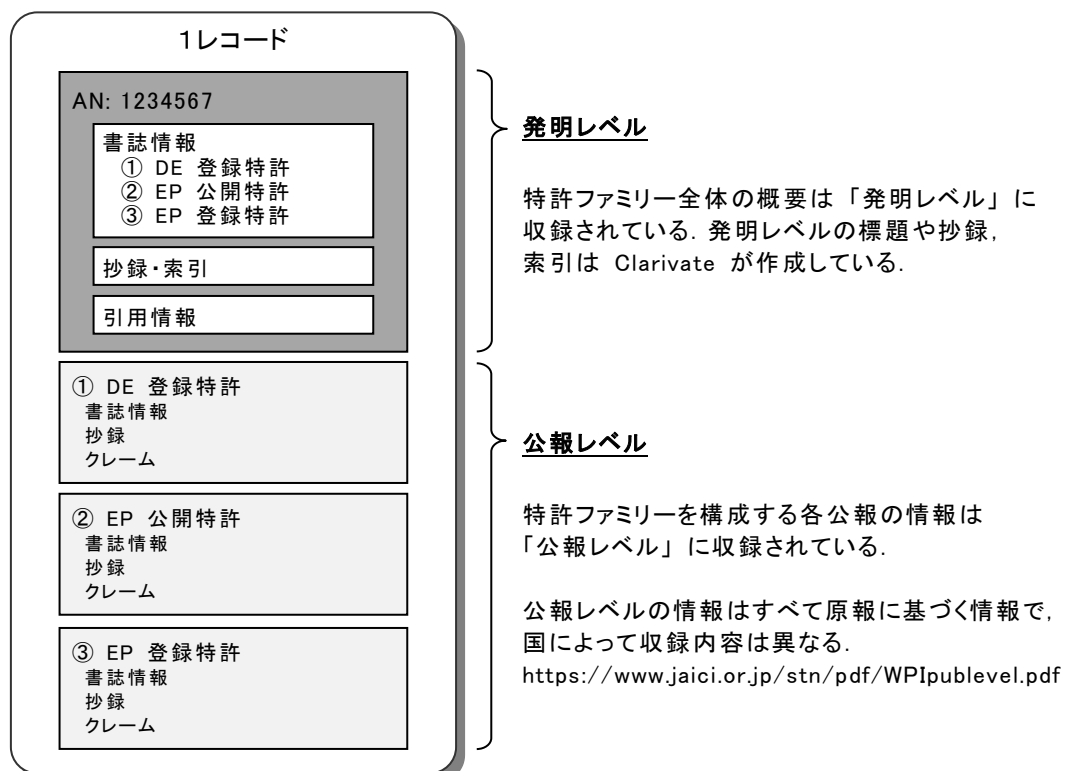 1レコード
AN: 1234567
書誌情報
① DE 登録特許
② EP 公開特許
③ EP 登録特許
抄録・索引
引用情報
① DE 登録特許
書誌情報
抄録
クレーム
② EP 公開特許
書誌情報
抄録
クレーム
③ EP 登録特許
書誌情報
抄録
クレーム
発明レベル
特許ファミリー全体の概要は「発明レベル」に
収録されている. 発明レベルの標題や抄録,
索引は Clarivate が作成している.
公報レベル
特許ファミリーを構成する各公報の情報は
「公報レベル」に収録されている.
公報レベルの情報はすべて原報に基づく情報で,
国によって収録内容は異なる.
https://www.jaici.or.jp/stn/pdf/WPIpublevel.pdf